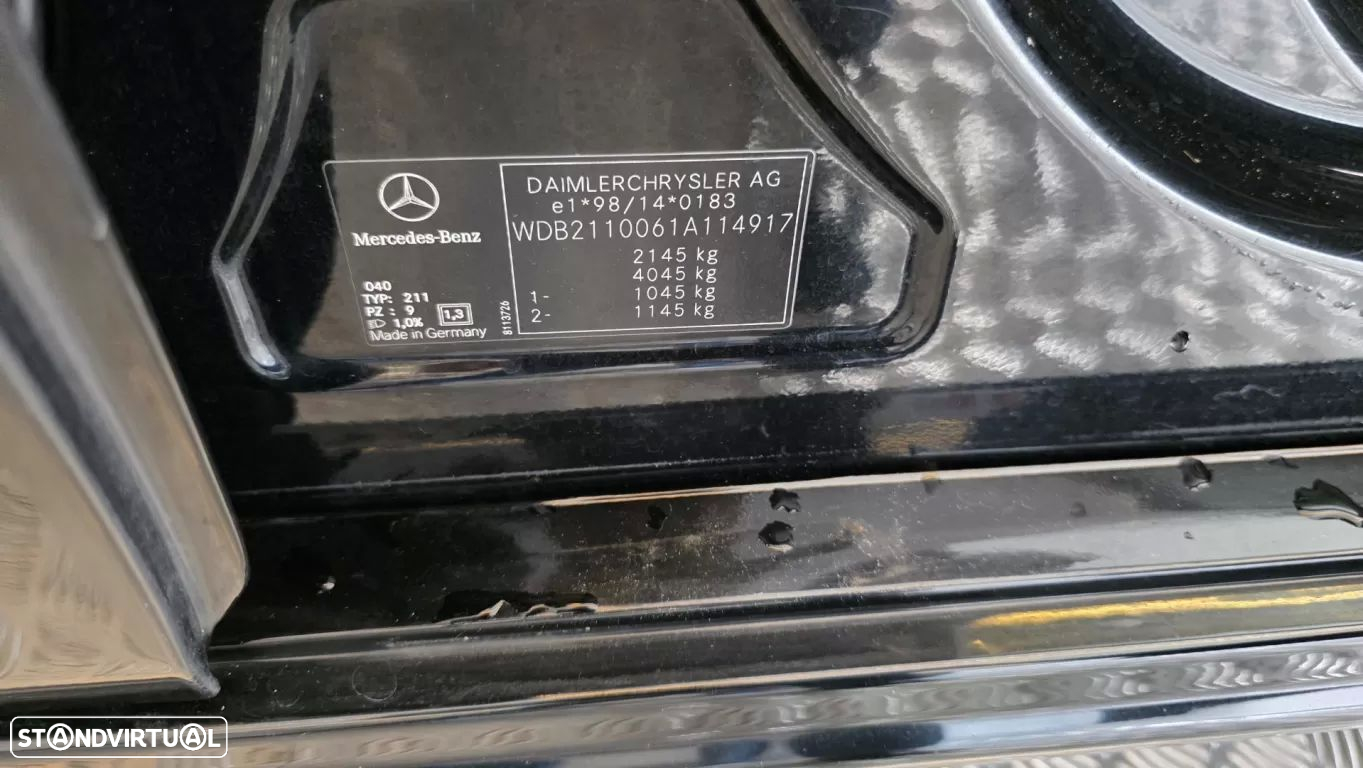 Mercedes-Benz
040
TYP: 211
PZ : 9
1,0%
1,3
Made in Germany
8113726
DAIMLERCHRYSLER AG
e1*98/14*0183
WDB2110061A114917
2145 kg
4045 kg
1- 1045 kg
2- 1145 kg
STANDVIRTUAL